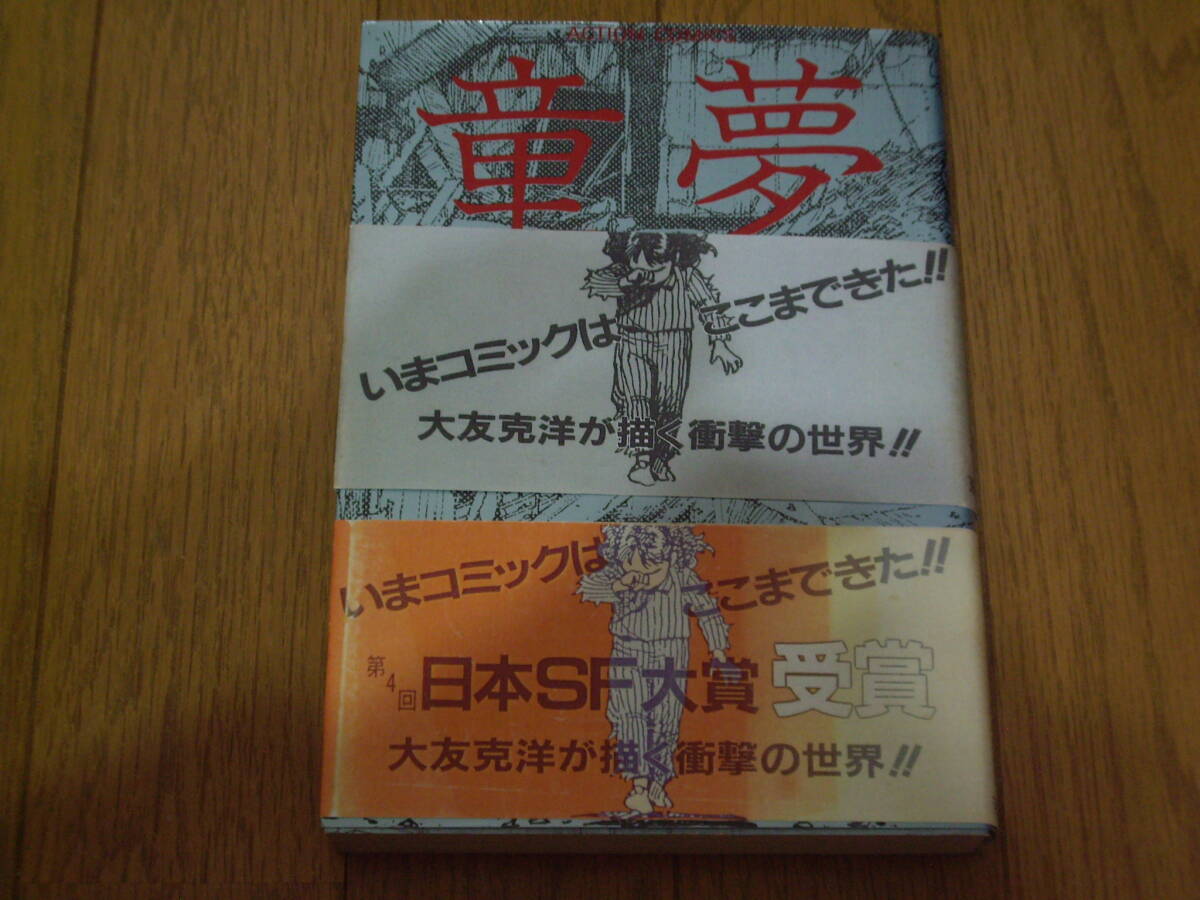 ACTION COMICS
童夢
いまコミックは ここまできた!!
大友克洋が描く衝撃の世界!!
いまコミックは ここまできた!!
第4回 日本SF大賞 受賞
大友克洋が描く衝撃の世界!!